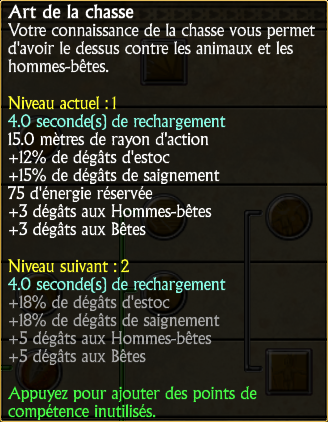 Art de la chasse
Votre connaissance de la chasse vous permet
d'avoir le dessus contre les animaux et les
hommes-bêtes.
Niveau actuel : 1
4.0 seconde(s) de rechargement
15.0 mètres de rayon d'action
+12% de dégâts d'estoc
+15% de dégâts de saignement
75 d'énergie réservée
+3 dégâts aux Hommes-bêtes
+3 dégâts aux Bêtes
Niveau suivant : 2
4.0 seconde(s) de rechargement
+18% de dégâts d'estoc
+18% de dégâts de saignement
+5 dégâts aux Hommes-bêtes
+5 dégâts aux Bêtes
Appuyez pour ajouter des points de
compétence inutilisés.